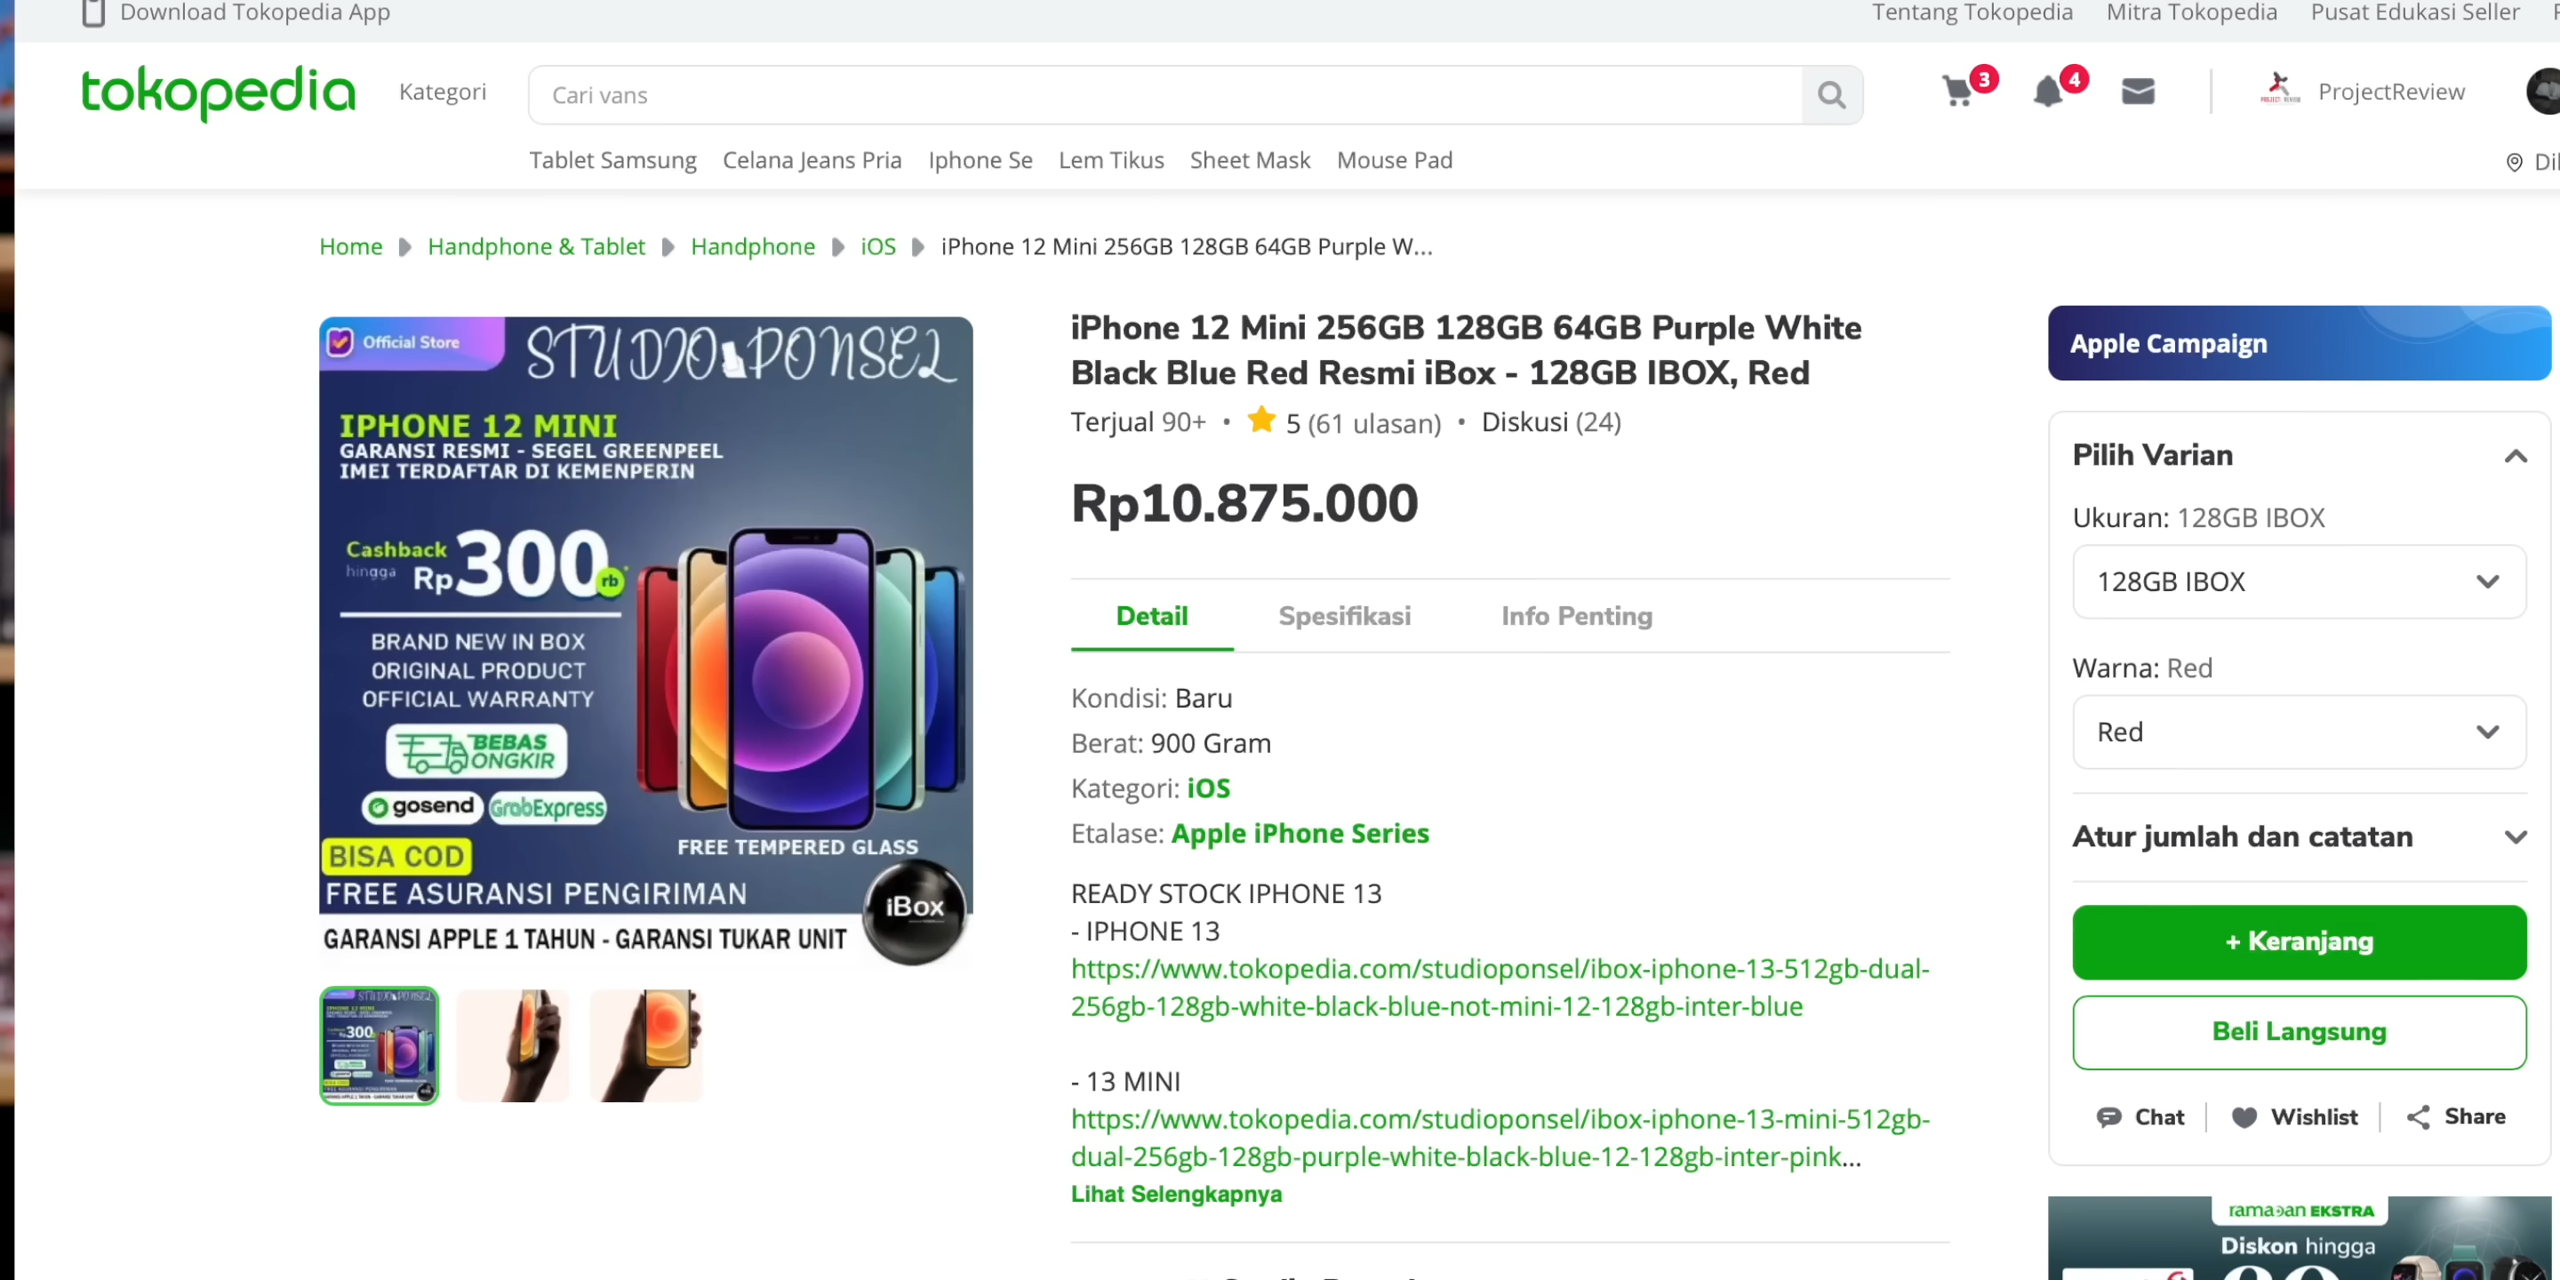 Download Tokopedia App
Tentang Tokopedia Mitra Tokopedia Pusat Edukasi Seller
tokopedia Kategori Cari vans 3 4 ProjectReview
Tablet Samsung Celana Jeans Pria Iphone Se Lem Tikus Sheet Mask Mouse Pad
Home Handphone & Tablet Handphone iOS iPhone 12 Mini 256GB 128GB 64GB Purple W...
Official Store STUDIO PONSEL
IPHONE 12 MINI
GARANSI RESMI - SEGEL GREENPEEL
IMEI TERDAFTAR DI KEMENPERIN
Cashback
hingga Rp300rb*
BRAND NEW IN BOX
ORIGINAL PRODUCT
OFFICIAL WARRANTY
BEBAS
ONGKIR
gosend GrabExpress
FREE TEMPERED GLASS
BISA COD
FREE ASURANSI PENGIRIMAN
iBox
GARANSI APPLE 1 TAHUN - GARANSI TUKAR UNIT
iPhone 12 Mini 256GB 128GB 64GB Purple White
Black Blue Red Resmi iBox - 128GB IBOX, Red
Terjual 90+ • 5 (61 ulasan) • Diskusi (24)
Rp10.875.000
Detail Spesifikasi Info Penting
Kondisi: Baru
Berat: 900 Gram
Kategori: iOS
Etalase: Apple iPhone Series
READY STOCK IPHONE 13
- IPHONE 13
https://www.tokopedia.com/studioponsel/ibox-iphone-13-512gb-dual-
256gb-128gb-white-black-blue-not-mini-12-128gb-inter-blue
- 13 MINI
https://www.tokopedia.com/studioponsel/ibox-iphone-13-mini-512gb-
dual-256gb-128gb-purple-white-black-blue-12-128gb-inter-pink...
Lihat Selengkapnya
Apple Campaign
Pilih Varian
Ukuran: 128GB IBOX
128GB IBOX
Warna: Red
Red
Atur jumlah dan catatan
+ Keranjang
Beli Langsung
Chat Wishlist Share
ramadan EKSTRA
Diskon hingga